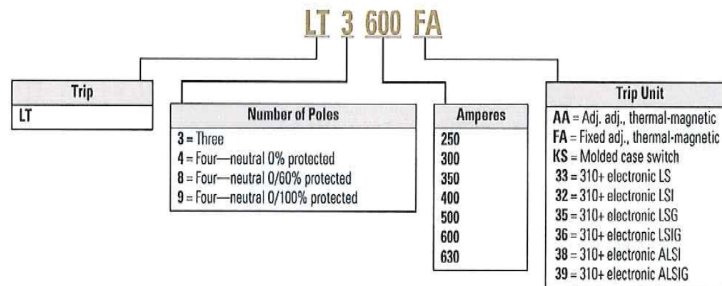 LT 3 600 FA
Trip
LT
Number of Poles
3 = Three
4 = Four—neutral 0% protected
8 = Four—neutral 0/60% protected
9 = Four—neutral 0/100% protected
Amperes
250
300
350
400
500
600
630
Trip Unit
AA = Adj. adj., thermal-magnetic
FA = Fixed adj., thermal-magnetic
KS = Molded case switch
33 = 310+ electronic LS
32 = 310+ electronic LSI
35 = 310+ electronic LSG
36 = 310+ electronic LSIG
38 = 310+ electronic ALSI
39 = 310+ electronic ALSIG